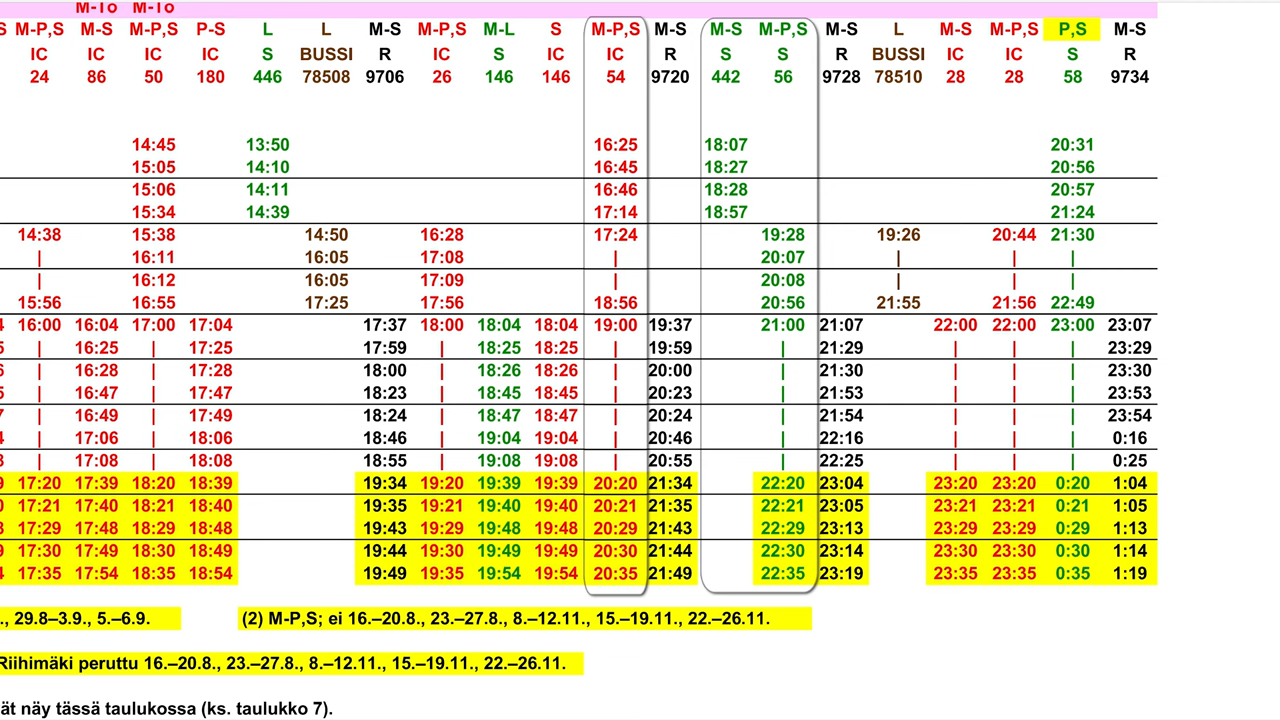 M-To M-To
S M-P,S M-S M-P,S P-S L L M-S M-P,S M-L S M-P,S M-S M-S M-P,S M-S L M-S M-P,S P,S M-S
IC IC IC IC S BUSSI R IC S IC IC R S S R BUSSI IC IC S R
24 86 50 180 446 78508 9706 26 146 146 54 9720 442 56 9728 78510 28 28 58 9734
14:45 13:50 16:25 18:07 20:31
15:05 14:10 16:45 18:27 20:56
15:06 14:11 16:46 18:28 20:57
15:34 14:39 17:14 18:57 21:24
14:38 15:38 14:50 16:28 17:24 19:28 19:26 20:44 21:30
| 16:11 16:05 17:08 | 20:07 | | |
| 16:12 16:05 17:09 | 20:08 | | |
15:56 16:55 17:25 17:56 18:56 20:56 21:55 21:56 22:49
4 16:00 16:04 17:00 17:04 17:37 18:00 18:04 18:04 19:00 19:37 21:00 21:07 22:00 22:00 23:00 23:07
5 | 16:25 | 17:25 17:59 | 18:25 18:25 | 19:59 | 21:29 | | | 23:29
6 | 16:28 | 17:28 18:00 | 18:26 18:26 | 20:00 | 21:30 | | | 23:30
5 | 16:47 | 17:47 18:23 | 18:45 18:45 | 20:23 | 21:53 | | | 23:53
7 | 16:49 | 17:49 18:24 | 18:47 18:47 | 20:24 | 21:54 | | | 23:54
4 | 17:06 | 18:06 18:46 | 19:04 19:04 | 20:46 | 22:16 | | | 0:16
8 | 17:08 | 18:08 18:55 | 19:08 19:08 | 20:55 | 22:25 | | | 0:25
9 17:20 17:39 18:20 18:39 19:34 19:20 19:39 19:39 20:20 21:34 22:20 23:04 23:20 23:20 0:20 1:04
0 17:21 17:40 18:21 18:40 19:35 19:21 19:40 19:40 20:21 21:35 22:21 23:05 23:21 23:21 0:21 1:05
8 17:29 17:48 18:29 18:48 19:43 19:29 19:48 19:48 20:29 21:43 22:29 23:13 23:29 23:29 0:29 1:13
9 17:30 17:49 18:30 18:49 19:44 19:30 19:49 19:49 20:30 21:44 22:30 23:14 23:30 23:30 0:30 1:14
4 17:35 17:54 18:35 18:54 19:49 19:35 19:54 19:54 20:35 21:49 22:35 23:19 23:35 23:35 0:35 1:19
., 29.8–3.9., 5.–6.9. (2) M-P,S; ei 16.–20.8., 23.–27.8., 8.–12.11., 15.–19.11., 22.–26.11.
Riihimäki peruttu 16.–20.8., 23.–27.8., 8.–12.11., 15.–19.11., 22.–26.11.
ät näy tässä taulukossa (ks. taulukko 7).